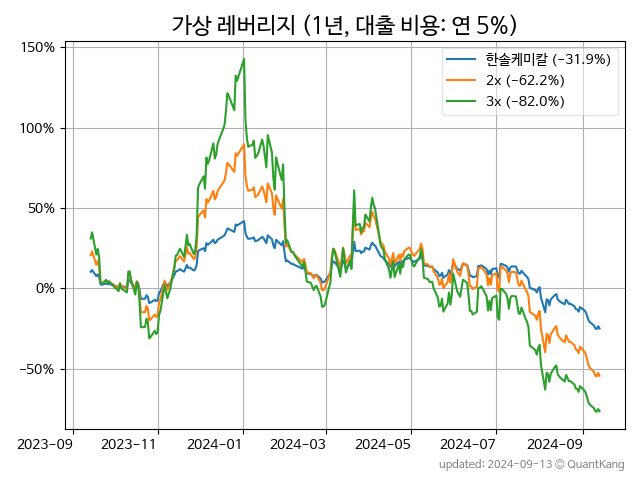 가상 레버리지 (1년, 대출 비용: 연 5%)
한솔케미칼 (−31.9%)
2x (−62.2%)
3x (−82.0%)
150%
100%
50%
0%
−50%
2023-09 2023-11 2024-01 2024-03 2024-05 2024-07 2024-09
updated: 2024-09-13 © QuantKang